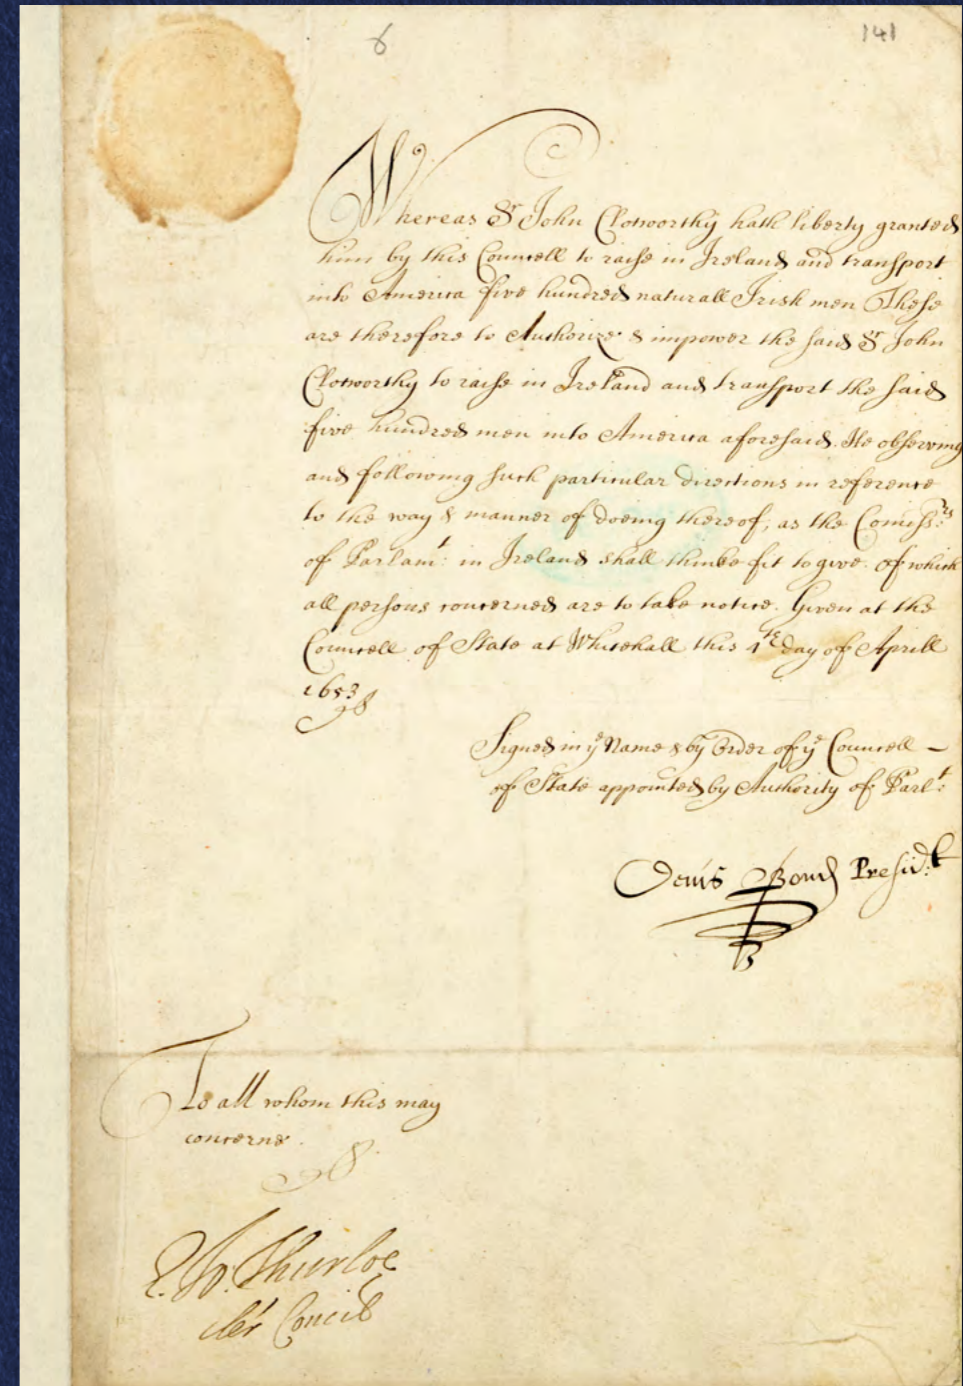 6
141
Whereas Sr John Clotworthy hath liberty granted
him by this Councell to raise in Ireland and transport
into America five hundred naturall Irish men These
are therefore to Authorize & impower the said Sr John
Clotworthy to raise in Ireland and transport the said
five hundred men into America aforesaid. He observing
and following such particular directions in reference
to the way & manner of doeing thereof, as the Comissrs:
of Parlamt: in Ireland shall thinke fit to give. Of which
all persons concerned are to take notice. Given at the
Councell of State at Whitehall this 1th day of Aprill
1653
Signed in ye Name & by Order of ye Councell –
of State appointed by Authority of Parlt:
Denis Bond Presidt:
To all whom this may
concerne.
Jo: Thurloe
Cler Concil